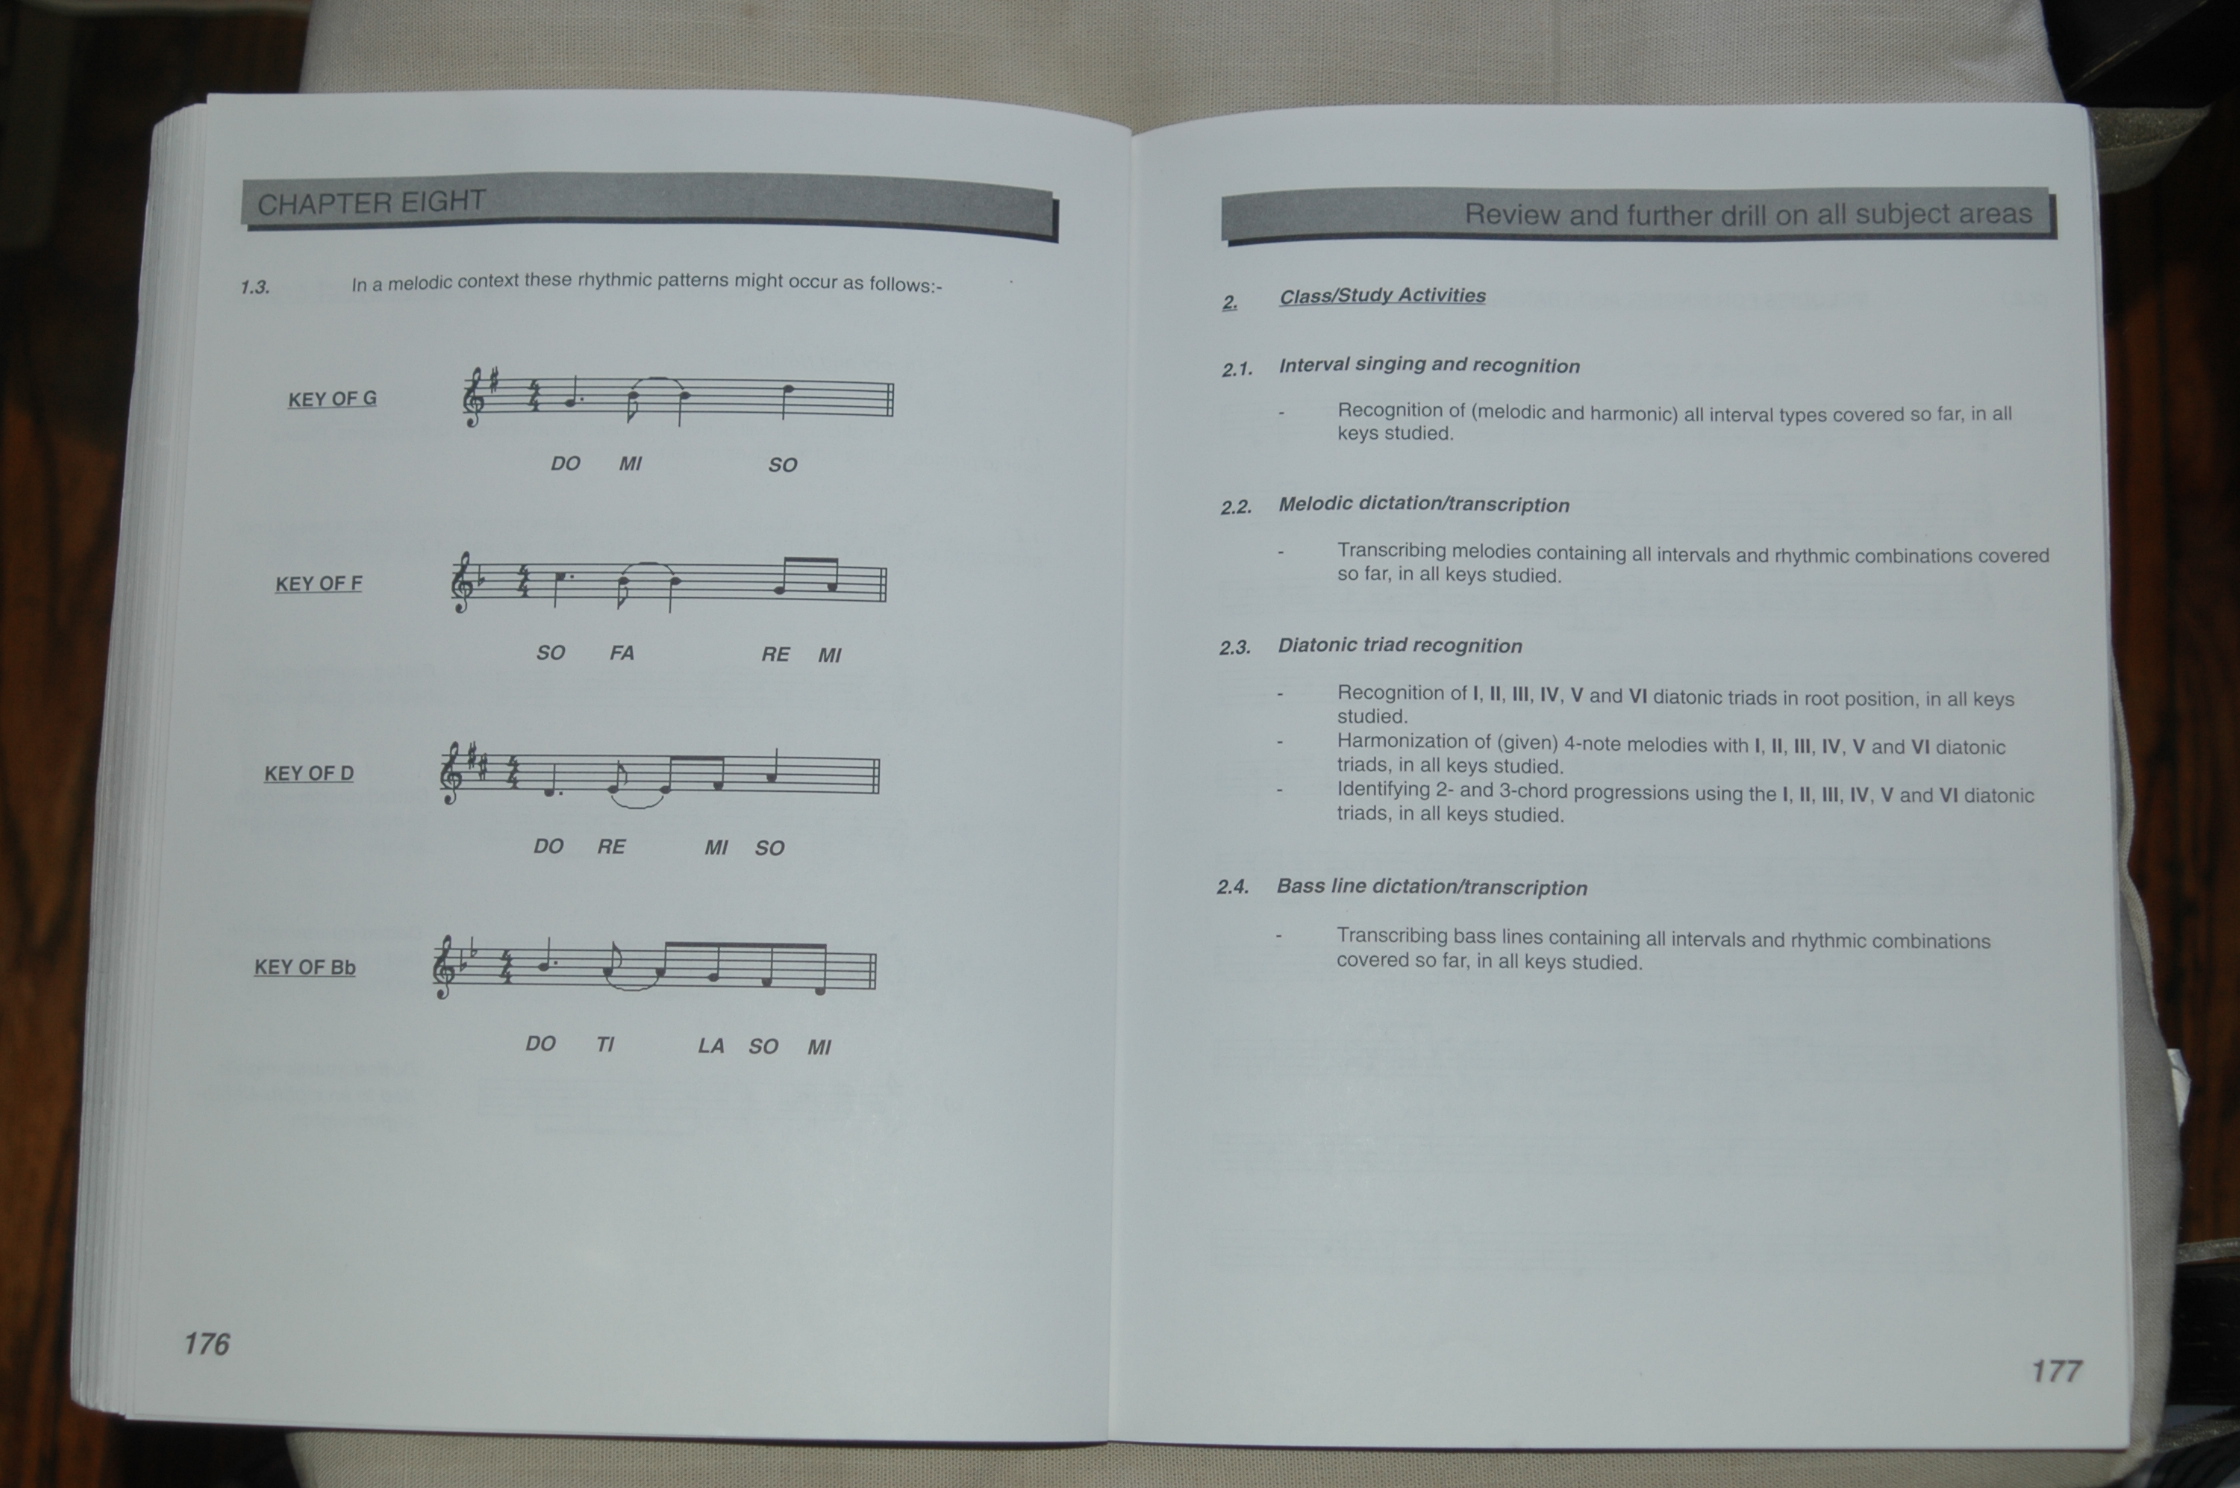 CHAPTER EIGHT
1.3. In a melodic context these rhythmic patterns might occur as follows:-
KEY OF G
4/4
DO MI SO
KEY OF F
4/4
SO FA RE MI
KEY OF D
4/4
DO RE MI SO
KEY OF Bb
4/4
DO TI LA SO MI
176
Review and further drill on all subject areas
2. Class/Study Activities
2.1. Interval singing and recognition
- Recognition of (melodic and harmonic) all interval types covered so far, in all
keys studied.
2.2. Melodic dictation/transcription
- Transcribing melodies containing all intervals and rhythmic combinations covered
so far, in all keys studied.
2.3. Diatonic triad recognition
- Recognition of I, II, III, IV, V and VI diatonic triads in root position, in all keys
studied.
- Harmonization of (given) 4-note melodies with I, II, III, IV, V and VI diatonic
triads, in all keys studied.
- Identifying 2- and 3-chord progressions using the I, II, III, IV, V and VI diatonic
triads, in all keys studied.
2.4. Bass line dictation/transcription
- Transcribing bass lines containing all intervals and rhythmic combinations
covered so far, in all keys studied.
177